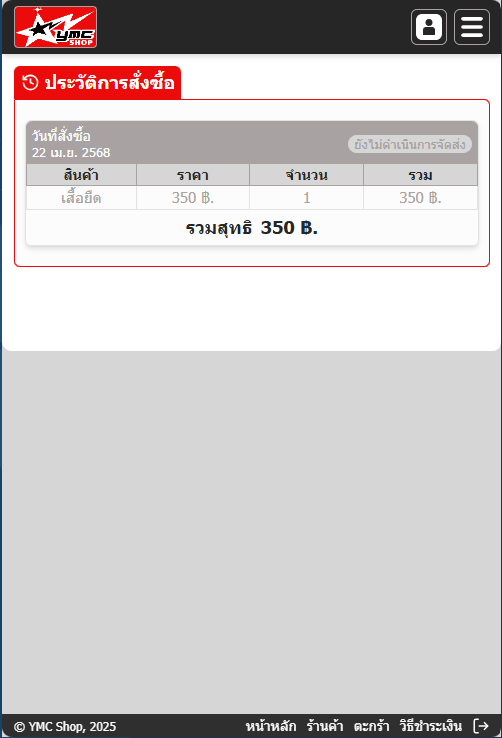 YMC
SHOP
ประวัติการสั่งซื้อ
วันที่สั่งซื้อ
22 เม.ย. 2568
ยังไม่ดำเนินการจัดส่ง
สินค้า ราคา จำนวน รวม
เสื้อยืด 350 ฿. 1 350 ฿.
รวมสุทธิ 350 ฿.
© YMC Shop, 2025 หน้าหลัก ร้านค้า ตะกร้า วิธีชำระเงิน